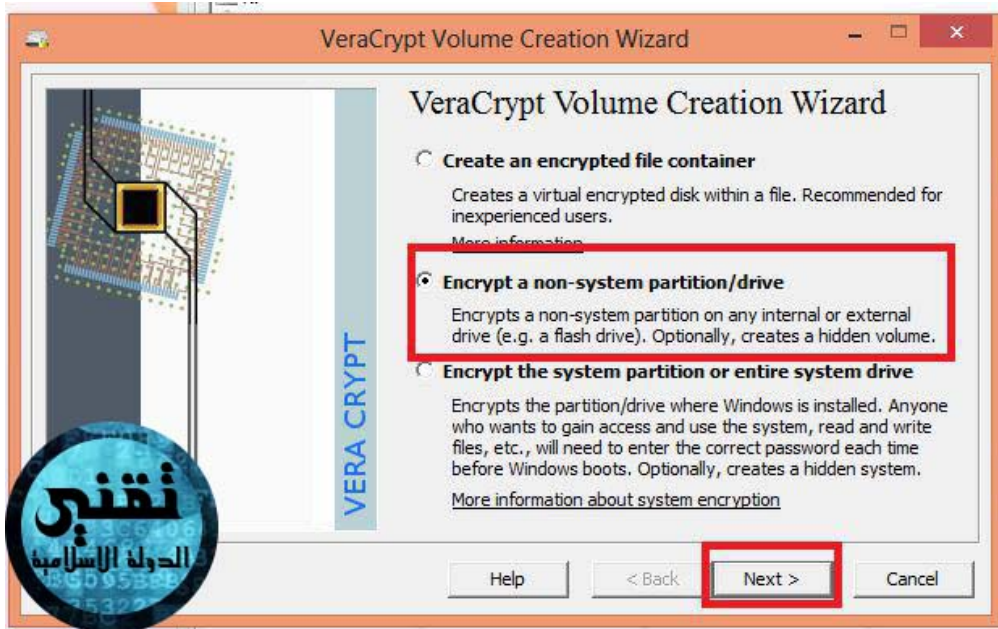 VeraCrypt Volume Creation Wizard
VeraCrypt Volume Creation Wizard
Create an encrypted file container
Creates a virtual encrypted disk within a file. Recommended for
inexperienced users.
More information
Encrypt a non-system partition/drive
Encrypts a non-system partition on any internal or external
drive (e.g. a flash drive). Optionally, creates a hidden volume.
Encrypt the system partition or entire system drive
Encrypts the partition/drive where Windows is installed. Anyone
who wants to gain access and use the system, read and write
files, etc., will need to enter the correct password each time
before Windows boots. Optionally, creates a hidden system.
More information about system encryption
VERA CRYPT
تقني
الدولة الاسلامية
Help
< Back
Next >
Cancel